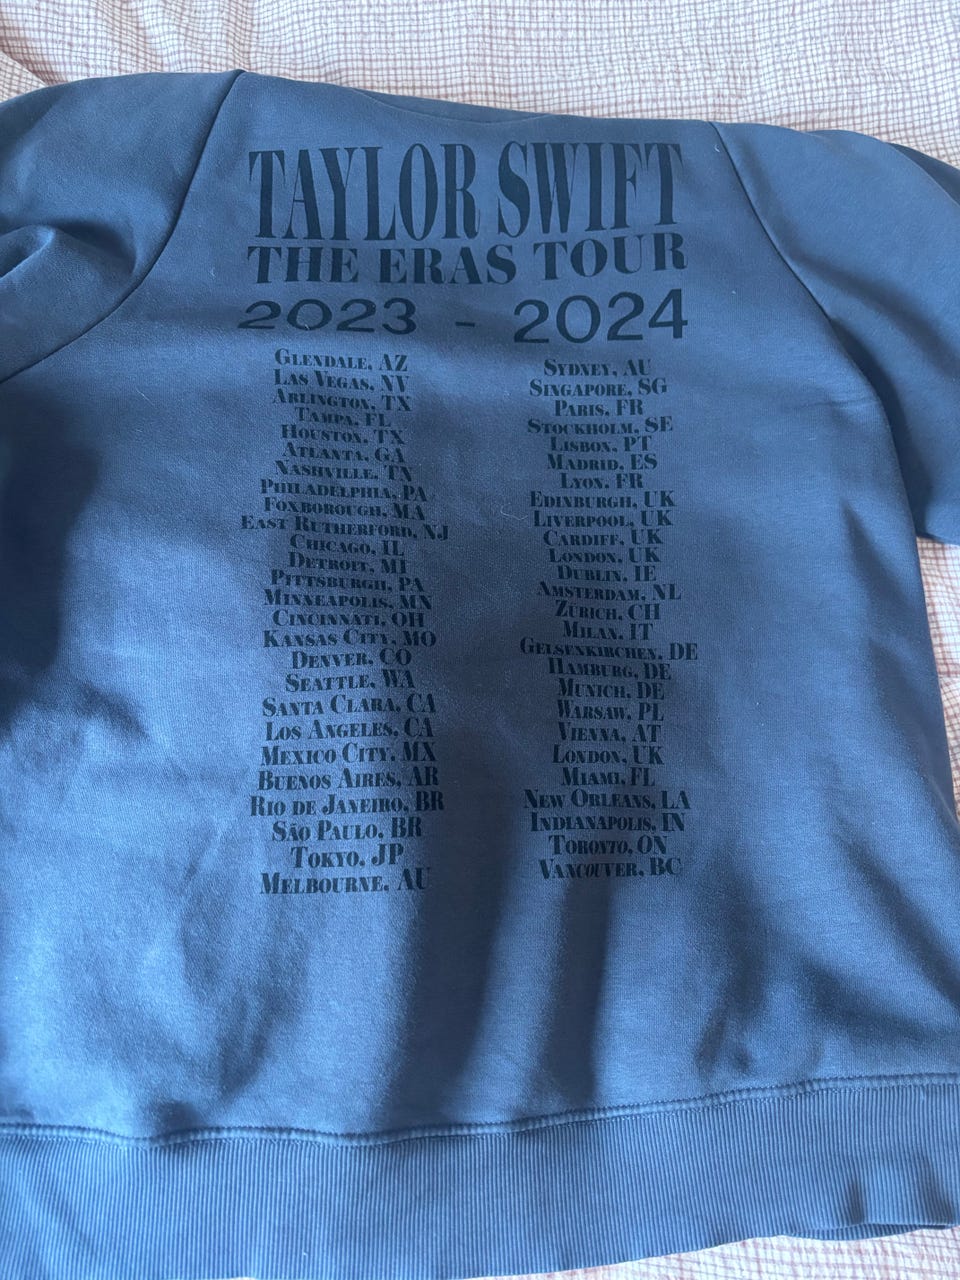 TAYLOR SWIFT
THE ERAS TOUR
2023 - 2024
GLENDALE, AZ
LAS VEGAS, NV
ARLINGTON, TX
TAMPA, FL
HOUSTON, TX
ATLANTA, GA
NASHVILLE, TN
PHILADELPHIA, PA
FOXBOROUGH, MA
EAST RUTHERFORD, NJ
CHICAGO, IL
DETROIT, MI
PITTSBURGH, PA
MINNEAPOLIS, MN
CINCINNATI, OH
KANSAS CITY, MO
DENVER, CO
SEATTLE, WA
SANTA CLARA, CA
LOS ANGELES, CA
MEXICO CITY, MX
BUENOS AIRES, AR
RIO DE JANEIRO, BR
SÃO PAULO, BR
TOKYO, JP
MELBOURNE, AU
SYDNEY, AU
SINGAPORE, SG
PARIS, FR
STOCKHOLM, SE
LISBON, PT
MADRID, ES
LYON, FR
EDINBURGH, UK
LIVERPOOL, UK
CARDIFF, UK
LONDON, UK
DUBLIN, IE
AMSTERDAM, NL
ZÜRICH, CH
MILAN, IT
GELSENKIRCHEN, DE
HAMBURG, DE
MUNICH, DE
WARSAW, PL
VIENNA, AT
LONDON, UK
MIAMI, FL
NEW ORLEANS, LA
INDIANAPOLIS, IN
TORONTO, ON
VANCOUVER, BC